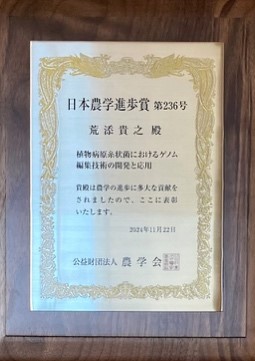 日本農学進歩賞 第236号
荒添貴之 殿
植物病原糸状菌におけるゲノム
編集技術の開発と応用
貴殿は農学の進歩に多大な貢献を
されましたので、ここに表彰
いたします。
2024年11月22日
公益財団法人 農学会